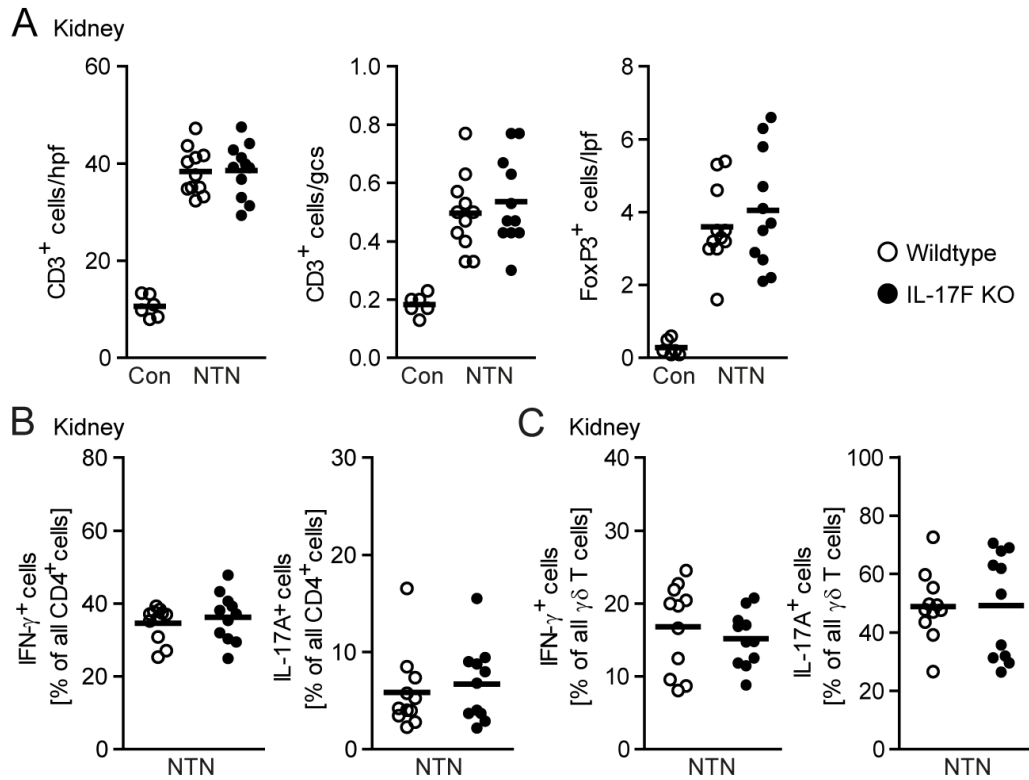 A Kidney
CD3+ cells/hpf
60
40
20
0
Con NTN
CD3+ cells/gcs
1.0
0.8
0.6
0.4
0.2
0.0
Con NTN
FoxP3+ cells/lpf
8
6
4
2
0
Con NTN
Wildtype
IL-17F KO
B Kidney
IFN-γ+ cells
[% of all CD4+ cells]
80
60
40
20
0
NTN
IL-17A+ cells
[% of all CD4+ cells]
30
20
10
0
NTN
C Kidney
IFN-γ+ cells
[% of all γδ T cells]
40
30
20
10
0
NTN
IL-17A+ cells
[% of all γδ T cells]
100
80
60
40
20
0
NTN